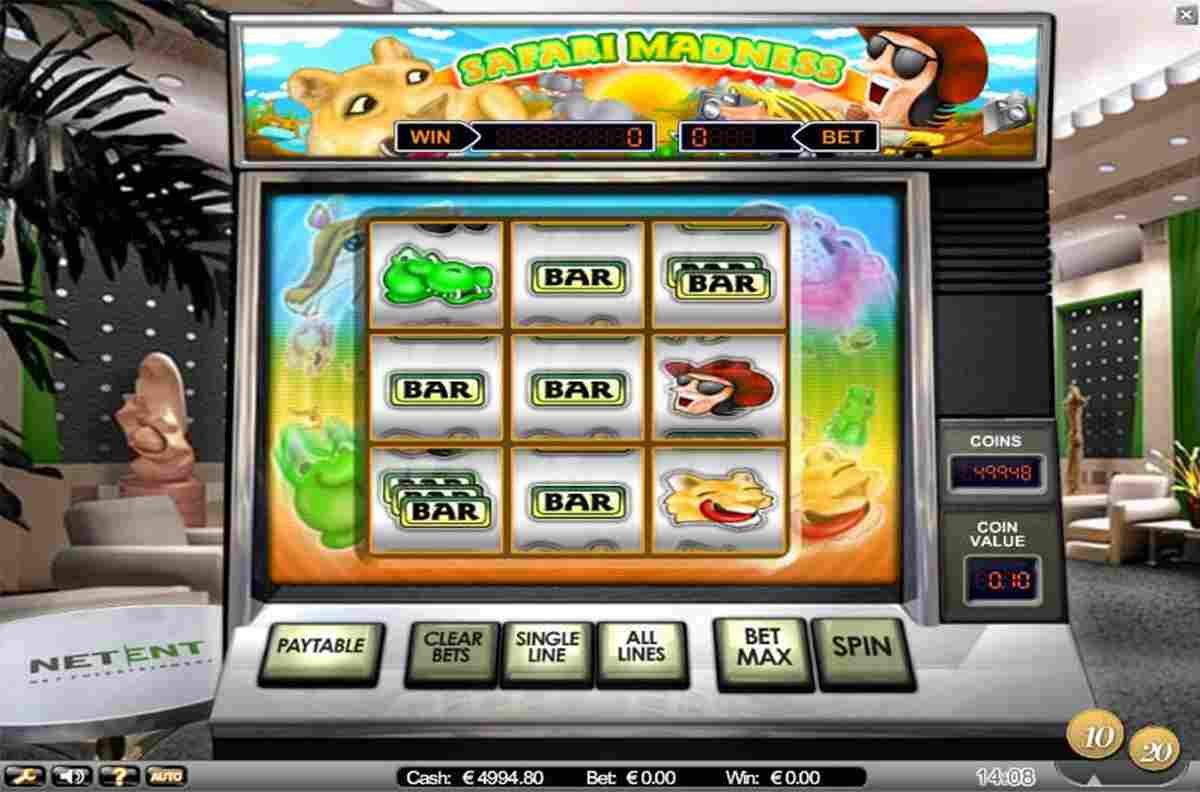 SAFARI MADNESS
WIN 0 0 BET
BAR BAR
BAR BAR
BAR BAR
COINS
49948
COIN
VALUE
0.10
PAYTABLE
CLEAR
BETS
SINGLE
LINE
ALL
LINES
BET
MAX
SPIN
NETENT
10
20
?
AUTO
Cash: € 4994.80 Bet: € 0.00 Win: € 0.00
14:08